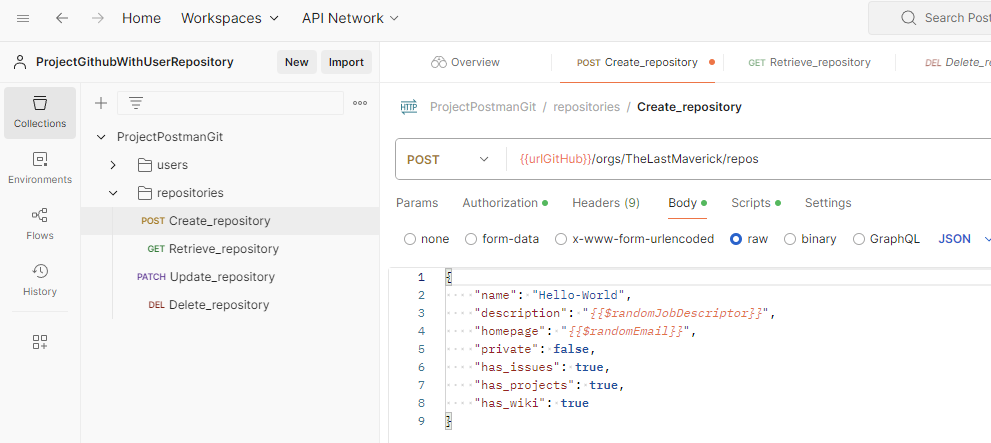 Home Workspaces API Network Search Post
ProjectGithubWithUserRepository New Import
Overview POST Create_repository GET Retrieve_repository DEL Delete_re
Collections
Environments
Flows
History
ProjectPostmanGit
users
repositories
POST Create_repository
GET Retrieve_repository
PATCH Update_repository
DEL Delete_repository
HTTP ProjectPostmanGit / repositories / Create_repository
POST {{urlGitHub}}/orgs/TheLastMaverick/repos
Params Authorization Headers (9) Body Scripts Settings
none form-data x-www-form-urlencoded raw binary GraphQL JSON
1 {
2 "name": "Hello-World",
3 "description": "{{$randomJobDescriptor}}",
4 "homepage": "{{$randomEmail}}",
5 "private": false,
6 "has_issues": true,
7 "has_projects": true,
8 "has_wiki": true
9 }